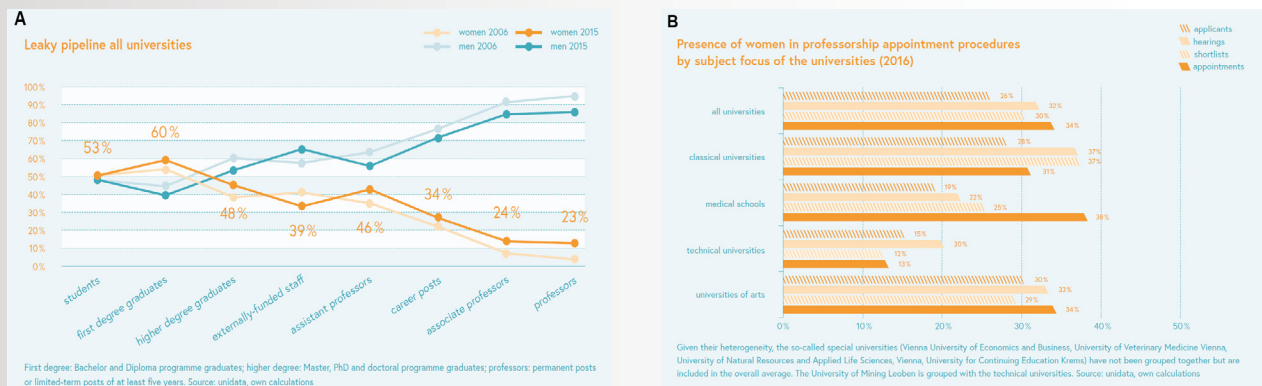 A
Leaky pipeline all universities
women 2006 women 2015
men 2006 men 2015
100%
90%
80%
70%
60%
50%
40%
30%
20%
10%
0%
53%
60%
48%
39%
46%
34%
24%
23%
students
first degree graduates
higher degree graduates
externally-funded staff
assistant professors
career posts
associate professors
professors
First degree: Bachelor and Diploma programme graduates; higher degree: Master, PhD and doctoral programme graduates; professors: permanent posts
or limited-term posts of at least five years. Source: unidata, own calculations
B
Presence of women in professorship appointment procedures
by subject focus of the universities (2016)
applicants
hearings
shortlists
appointments
all universities
26%
32%
30%
34%
classical universities
28%
37%
37%
31%
medical schools
19%
22%
25%
38%
technical universities
15%
20%
13%
universities of arts
30%
33%
29%
34%
0% 10% 20% 30% 40% 50%
Given their heterogeneity, the so-called special universities (Vienna University of Economics and Business, University of Veterinary Medicine Vienna,
University of Natural Resources and Applied Life Sciences, Vienna, University for Continuing Education Krems) have not been grouped together but are
included in the overall average. The University of Mining Leoben is grouped with the technical universities. Source: unidata, own calculations